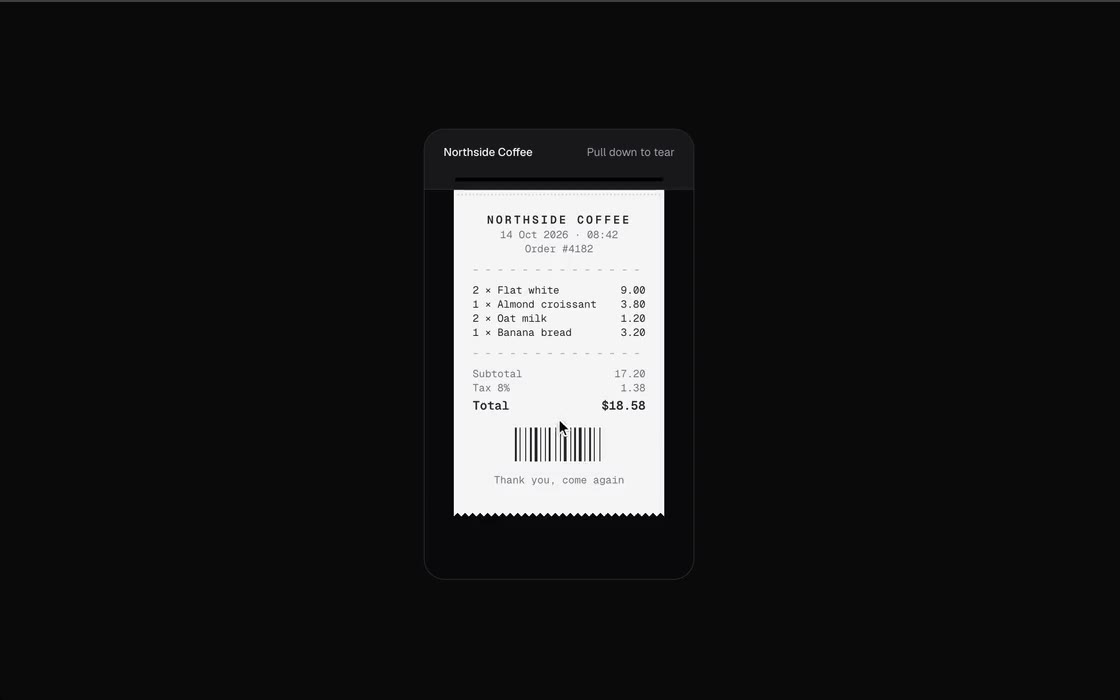 Northside Coffee Pull down to tear
NORTHSIDE COFFEE
14 Oct 2026 · 08:42
Order #4182
- - - - - - - - - - - - - -
2 × Flat white 9.00
1 × Almond croissant 3.80
2 × Oat milk 1.20
1 × Banana bread 3.20
- - - - - - - - - - - - - -
Subtotal 17.20
Tax 8% 1.38
Total $18.58
Thank you, come again